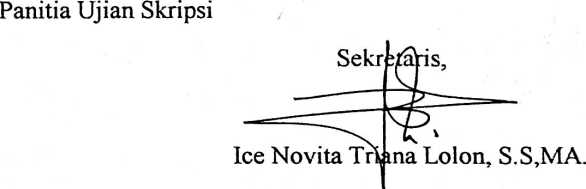 Panitia Ujian Skripsi
Sekretaris,
Ice Novita Triana Lolon, S.S,MA.